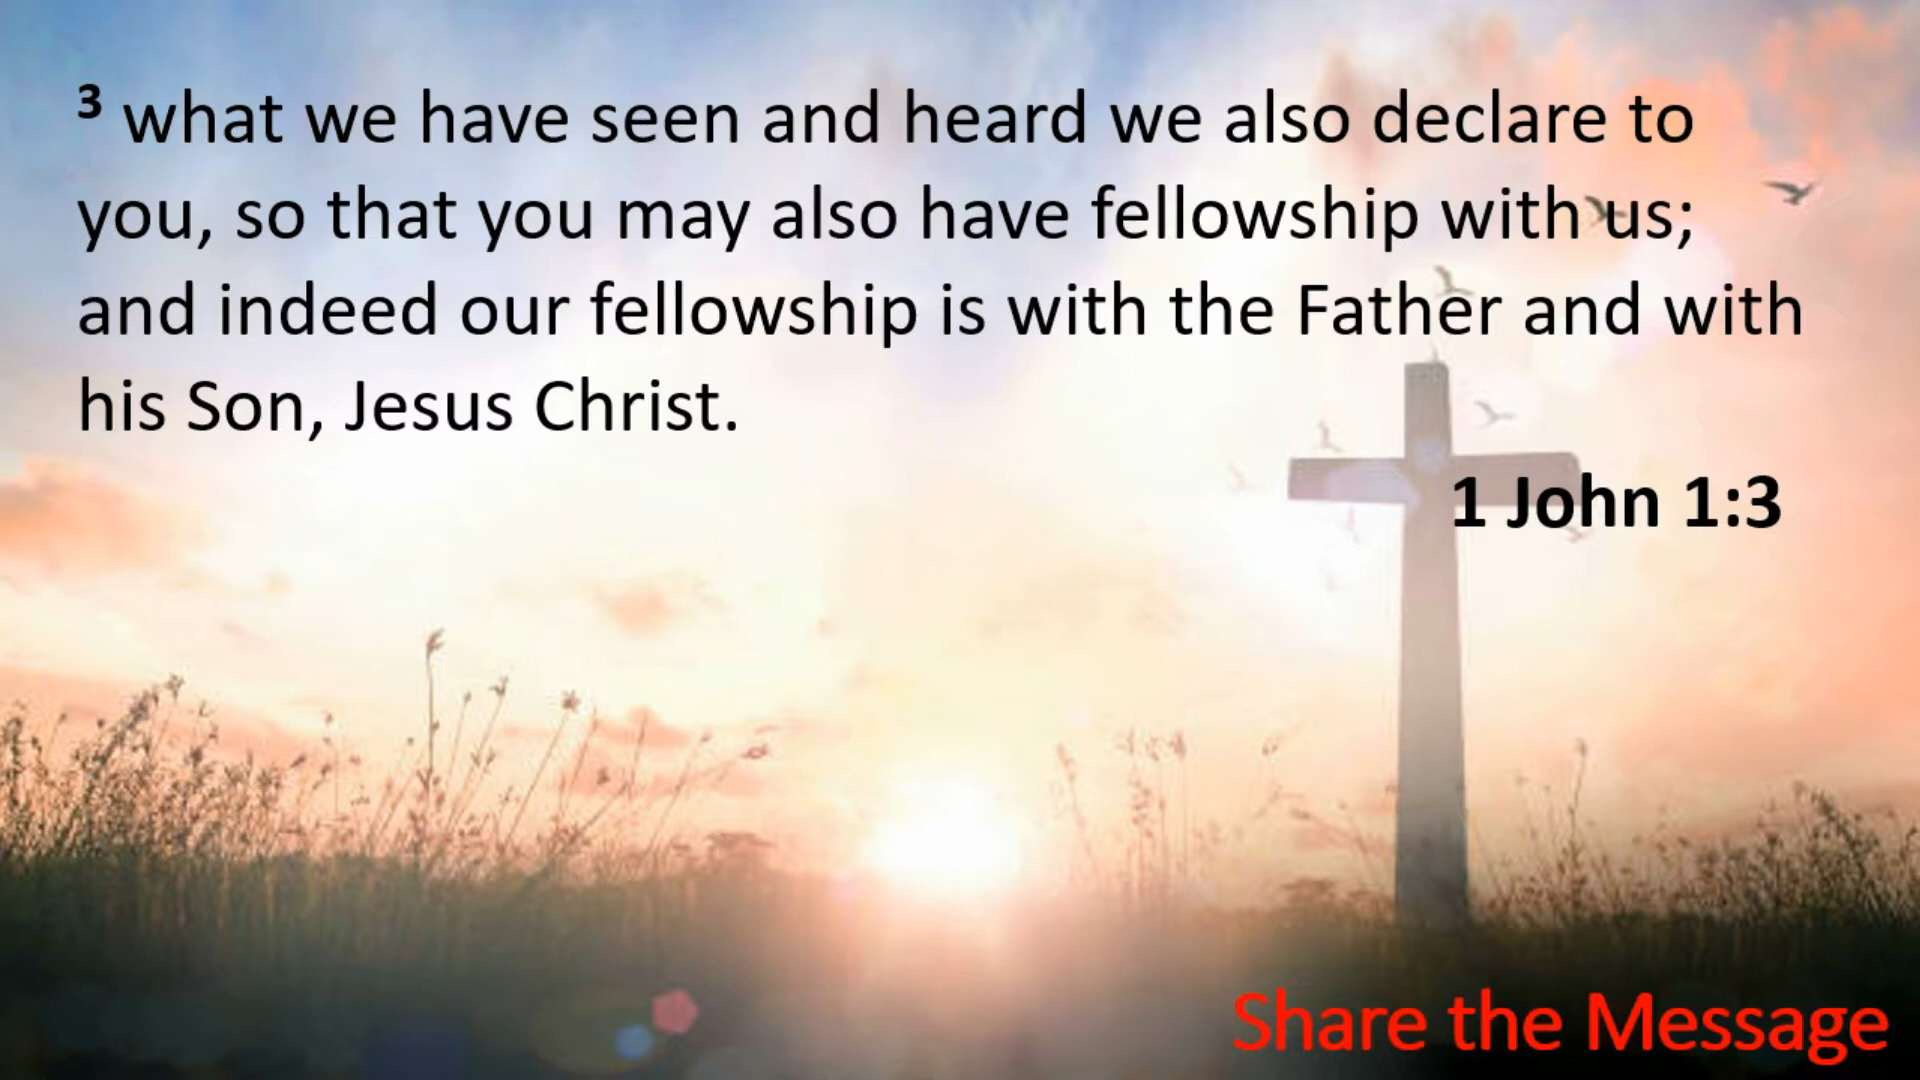 ³ what we have seen and heard we also declare to
you, so that you may also have fellowship with us;
and indeed our fellowship is with the Father and with
his Son, Jesus Christ.
1 John 1:3
Share the Message